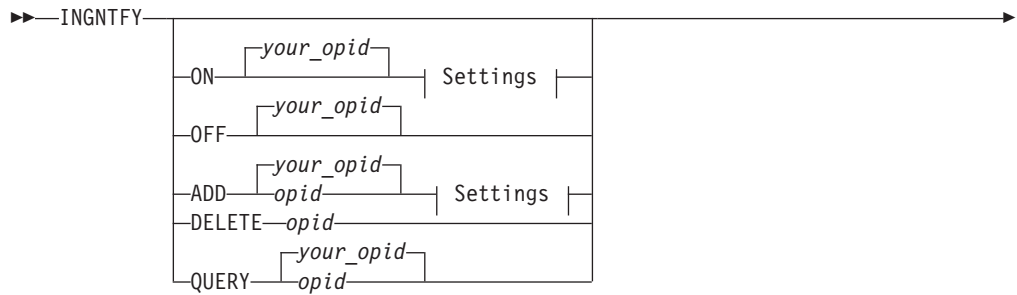 INGNTFY
your_opid
ON Settings
your_opid
OFF
your_opid
ADD opid Settings
DELETE opid
your_opid
QUERY opid